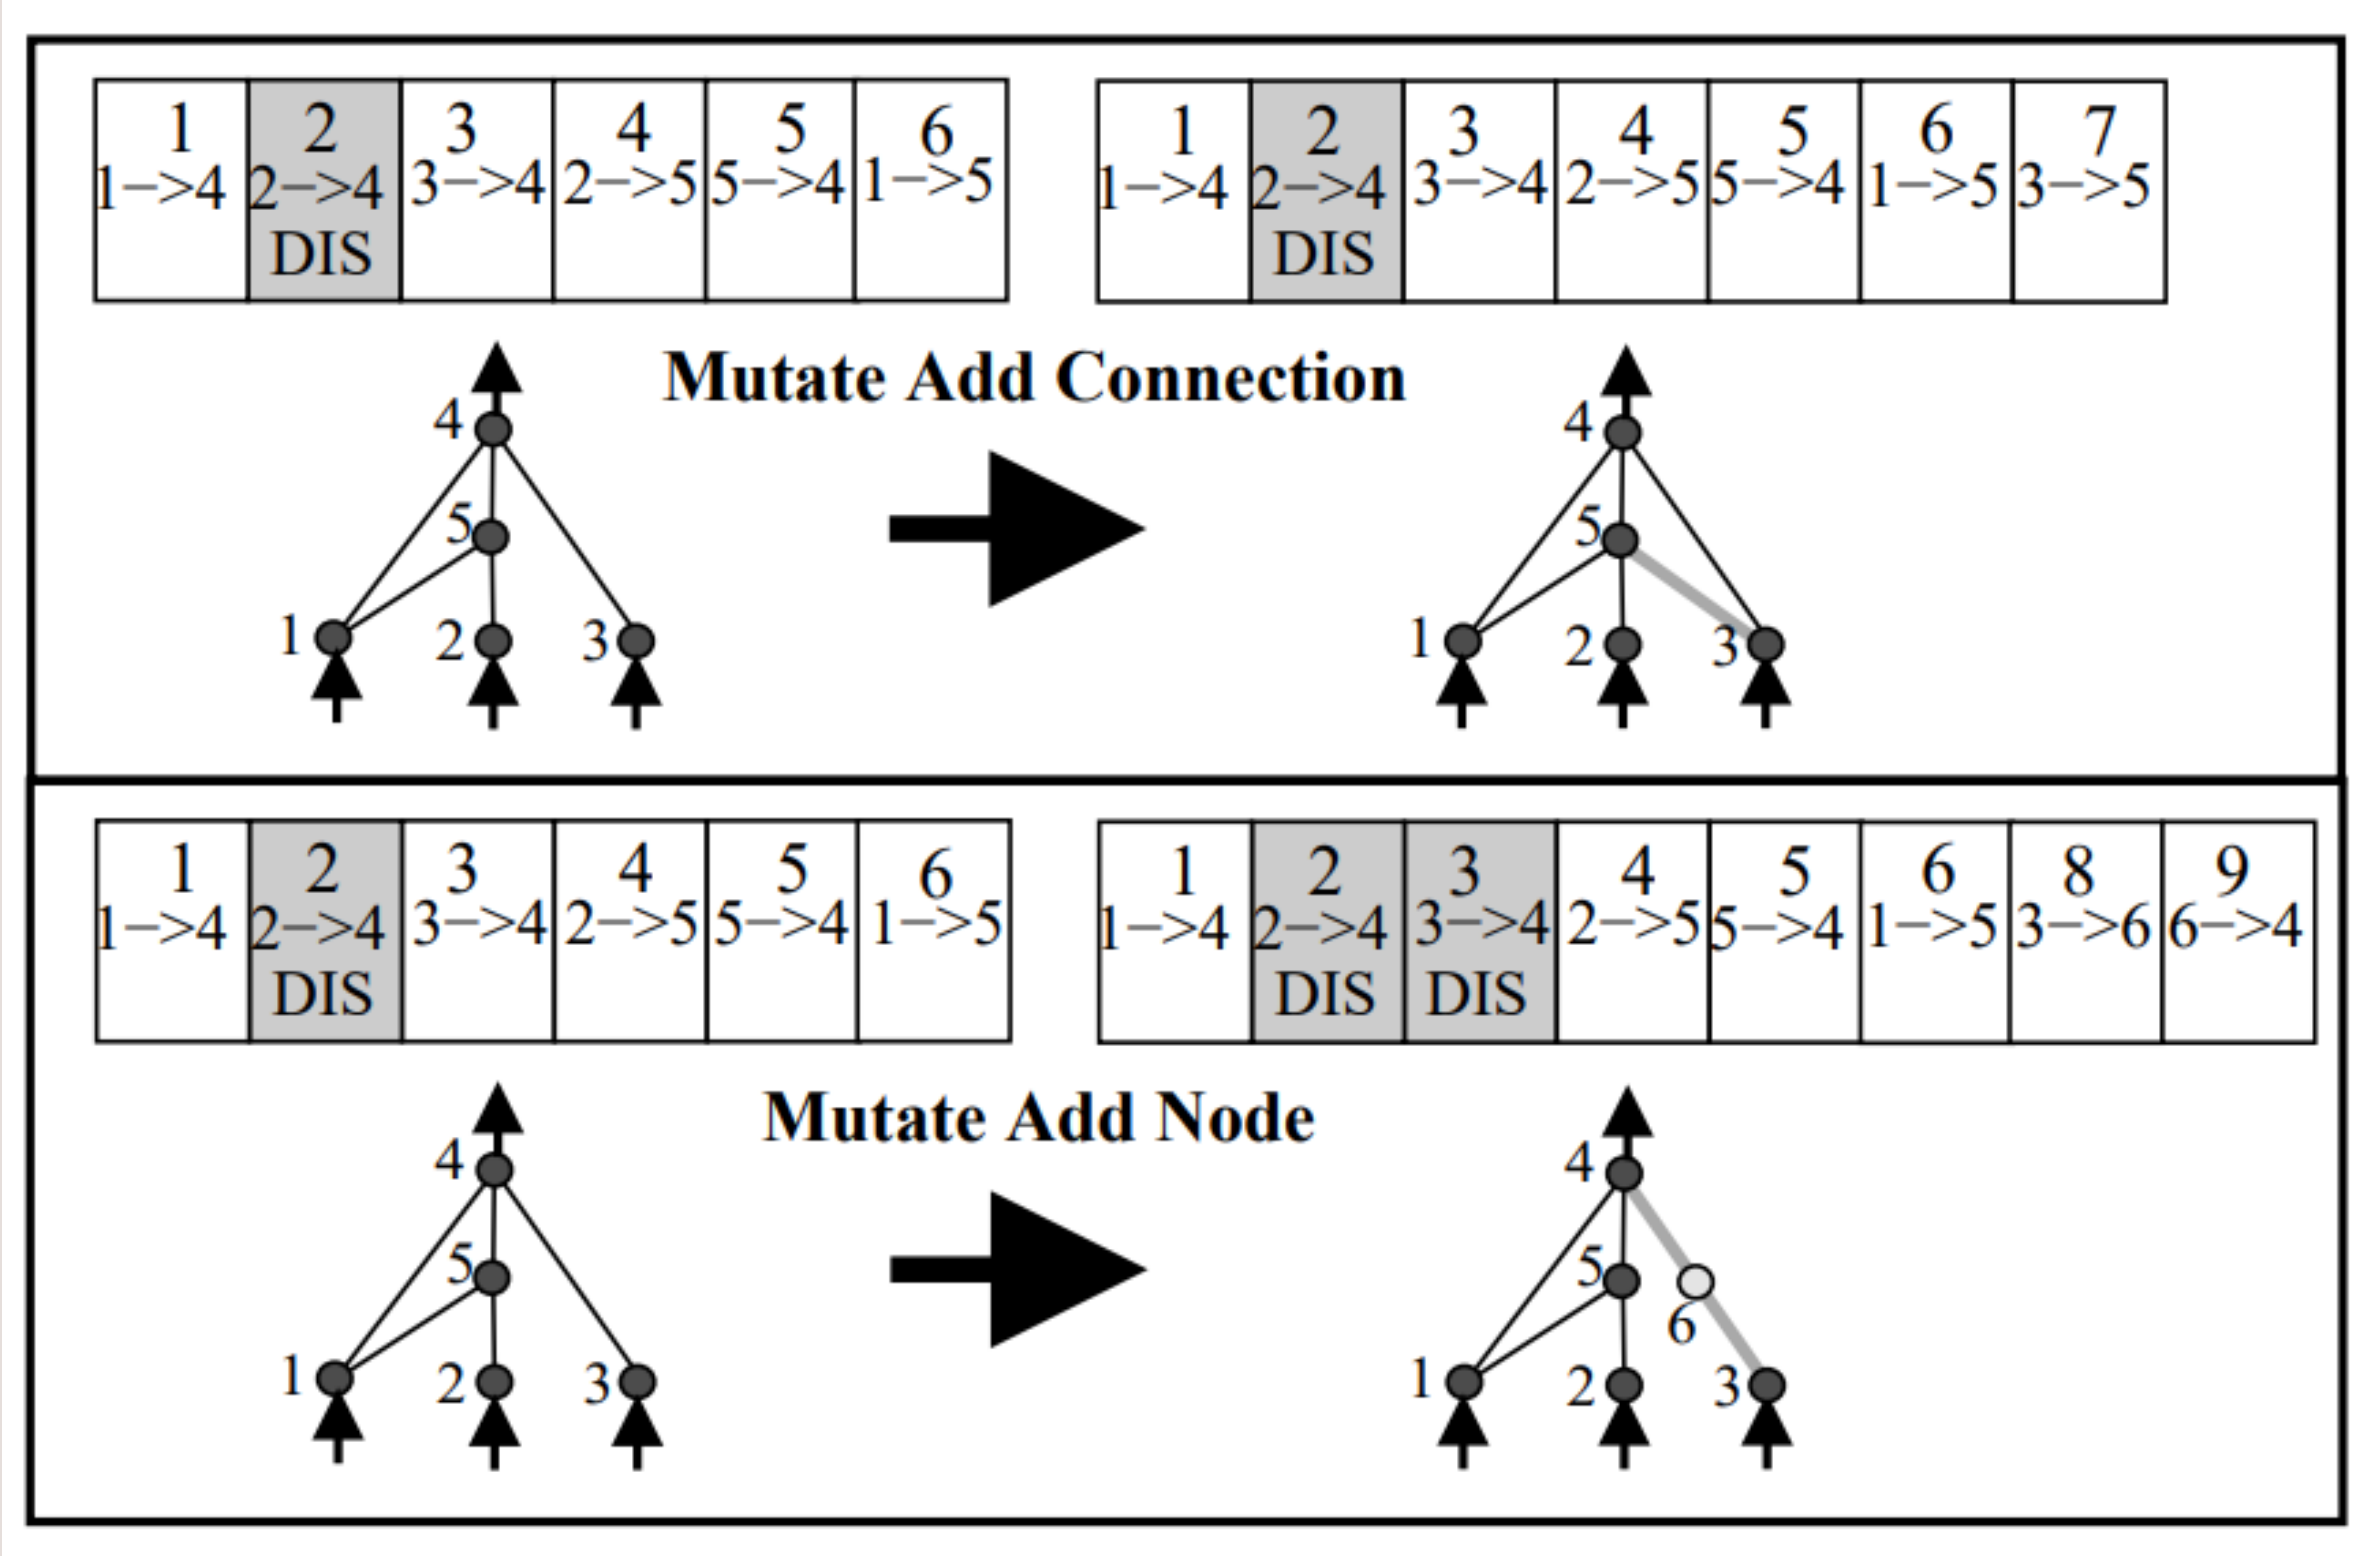 1 2 3 4 5 6
1–>4 2–>4 3–>4 2–>5 5–>4 1–>5
DIS
1 2 3 4 5 6 7
1–>4 2–>4 3–>4 2–>5 5–>4 1–>5 3–>5
DIS
Mutate Add Connection
4
5
1 2 3
4
5
1 2 3
1 2 3 4 5 6
1–>4 2–>4 3–>4 2–>5 5–>4 1–>5
DIS
1 2 3 4 5 6 8 9
1–>4 2–>4 3–>4 2–>5 5–>4 1–>5 3–>6 6–>4
DIS DIS
Mutate Add Node
4
5
1 2 3
4
5
6
1 2 3